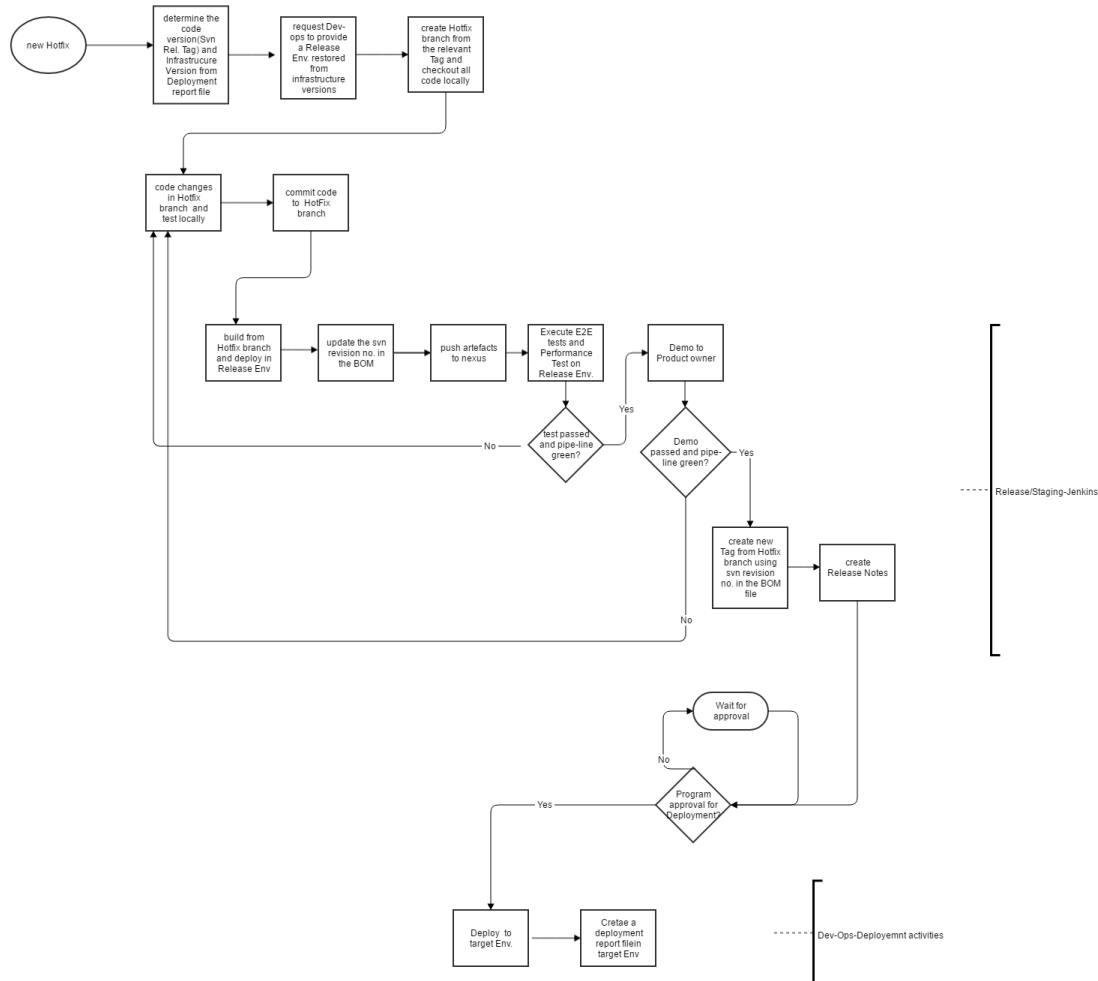 new Hotfix
determine the
code
version(Svn
Rel. Tag) and
Infrastrucure
Version from
Deployment
report file
request Dev-
ops to provide
a Release
Env. restored
from
infrastructure
versions
create Hotfix
branch from
the relevant
Tag and
checkout all
code locally
code changes
in Hotfix
branch and
test locally
commit code
to HotFix
branch
build from
Hotfix branch
and deploy in
Release Env
update the svn
revision no. in
the BOM
push artefacts
to nexus
Execute E2E
tests and
Performance
Test on
Release Env.
Demo to
Product owner
Yes
No
test passed
and pipe-line
green?
Demo
passed and pipe-
line green?
Yes
Release/Staging-Jenkins
create new
Tag from Hotfix
branch using
svn revision
no. in the BOM
file
create
Release Notes
No
Wait for
approval
No
Program
approval for
Deployment?
Yes
Deploy to
target Env.
Cretae a
deployment
report filein
target Env
Dev-Ops-Deployemnt activities